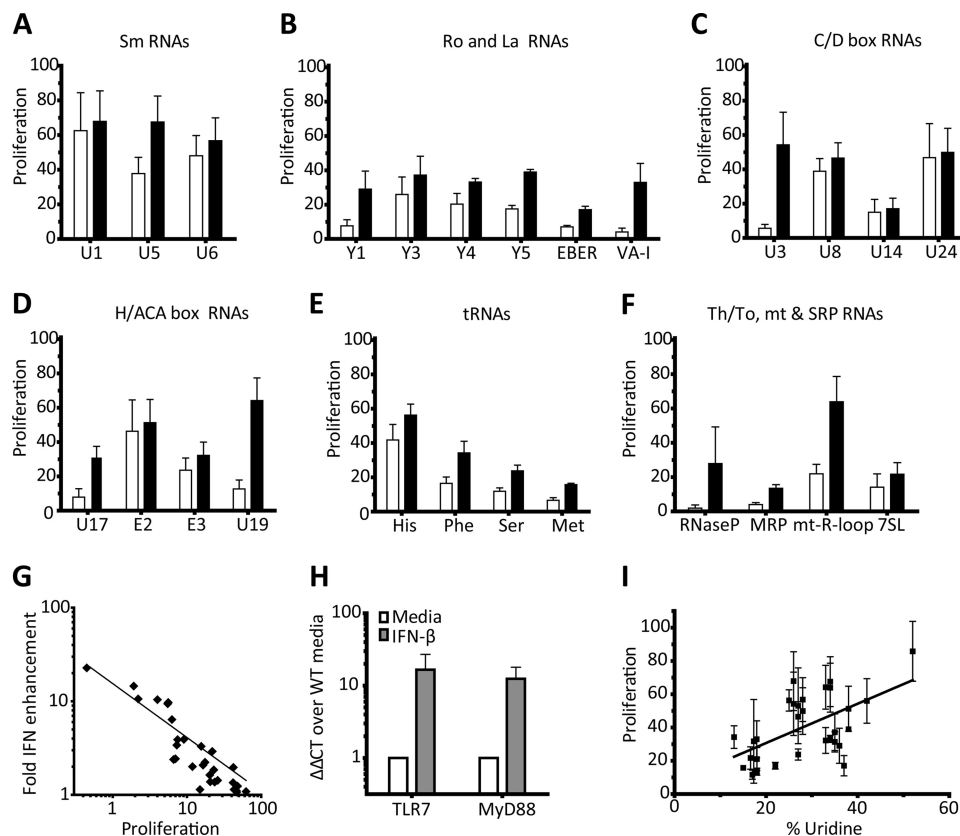 A
Sm RNAs
Proliferation
100
80
60
40
20
0
U1 U5 U6
B
Ro and La RNAs
Proliferation
100
80
60
40
20
0
Y1 Y3 Y4 Y5 EBER VA-I
C
C/D box RNAs
Proliferation
100
80
60
40
20
0
U3 U8 U14 U24
D
H/ACA box RNAs
Proliferation
100
80
60
40
20
0
U17 E2 E3 U19
E
tRNAs
Proliferation
100
80
60
40
20
0
His Phe Ser Met
F
Th/To, mt & SRP RNAs
Proliferation
100
80
60
40
20
0
RNaseP MRP mt-R-loop 7SL
G
Fold IFN enhancement
100
10
1
1 10 100
Proliferation
H
ΔΔCT over WT media
100
10
1
Media
IFN-β
TLR7 MyD88
I
Proliferation
120
100
80
60
40
20
0
0 20 40 60
% Uridine